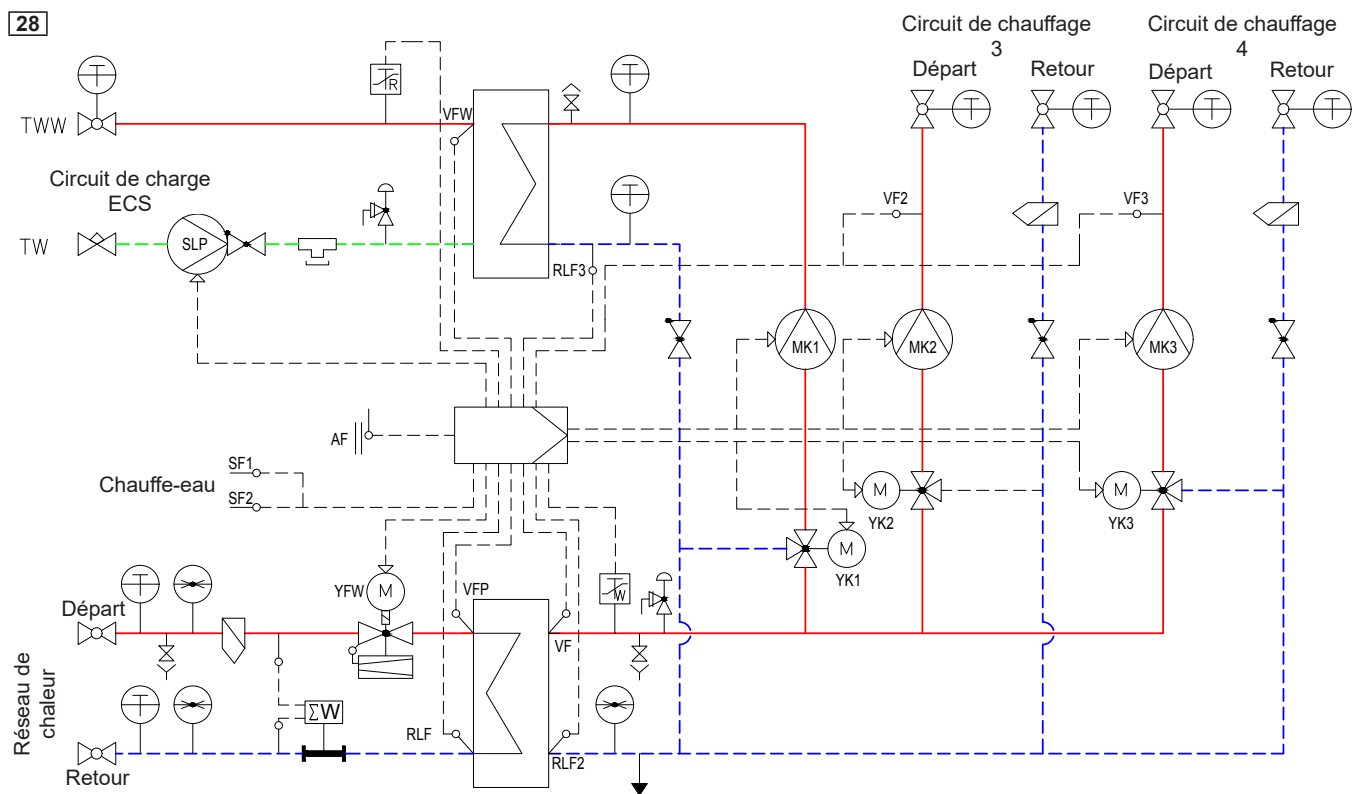 28
Circuit de chauffage
3
Circuit de chauffage
4
Départ
Retour
Départ
Retour
T
T
T
T
T
T
R
VFW
TWW
T
Circuit de charge
ECS
TW
SLP
RLF3
VF2
VF3
MK1
MK2
MK3
AF
SF1
Chauffe-eau
SF2
M
YK2
M
YK3
M
YK1
YFW
M
VFP
W
VF
T
Départ
Réseau de
chaleur
T
ΣW
RLF
RLF2
Retour